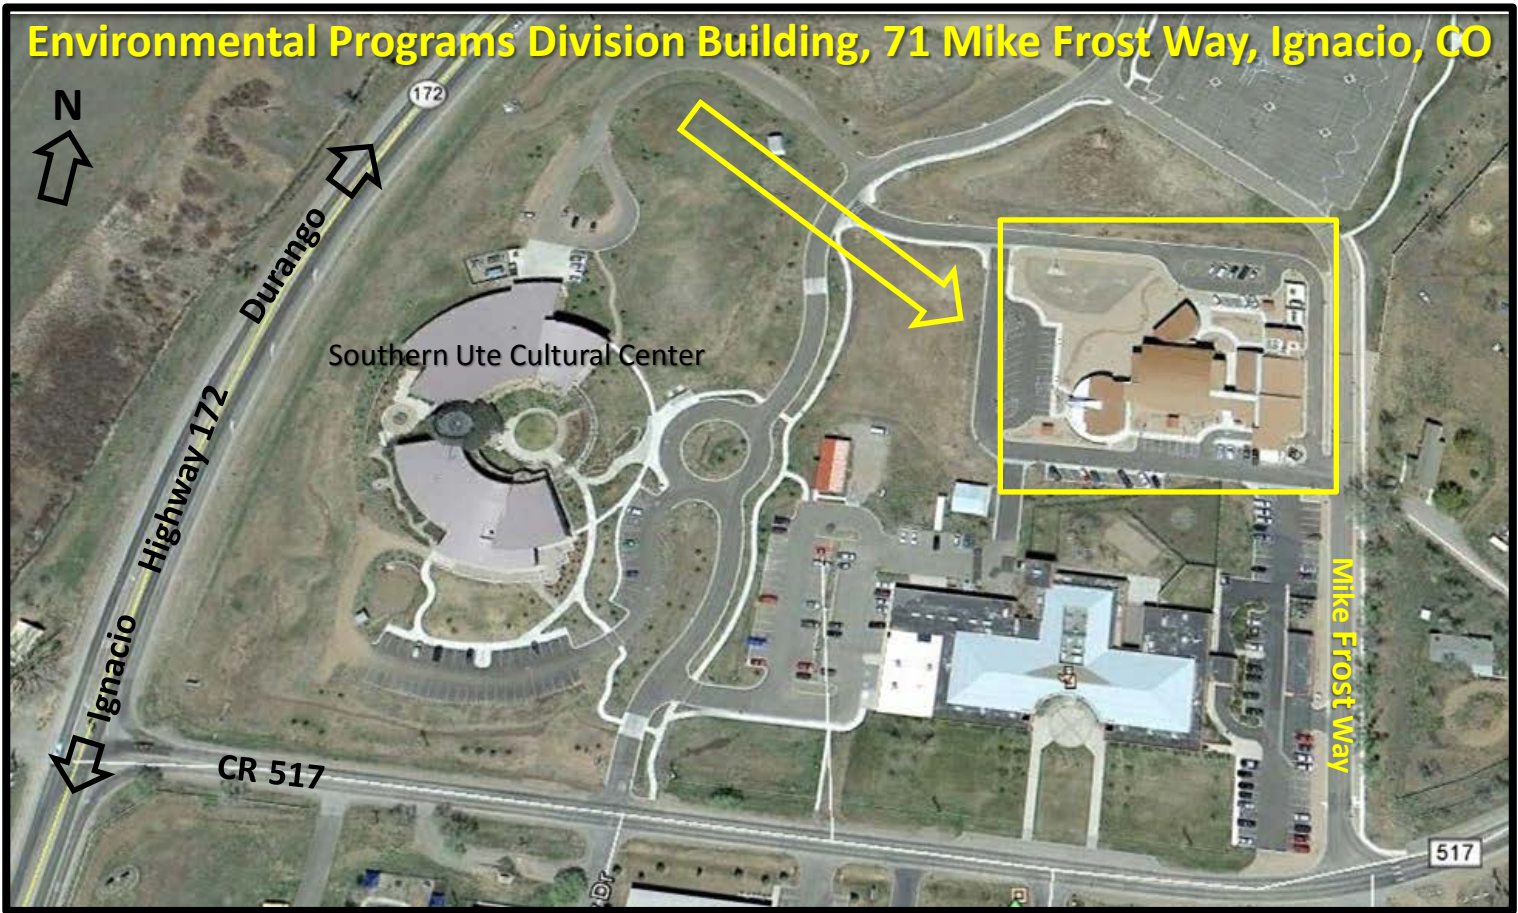 Environmental Programs Division Building, 71 Mike Frost Way, Ignacio, CO
N
172
Durango
Southern Ute Cultural Center
Highway 172
Ignacio
Mike Frost Way
CR 517
517
Dr